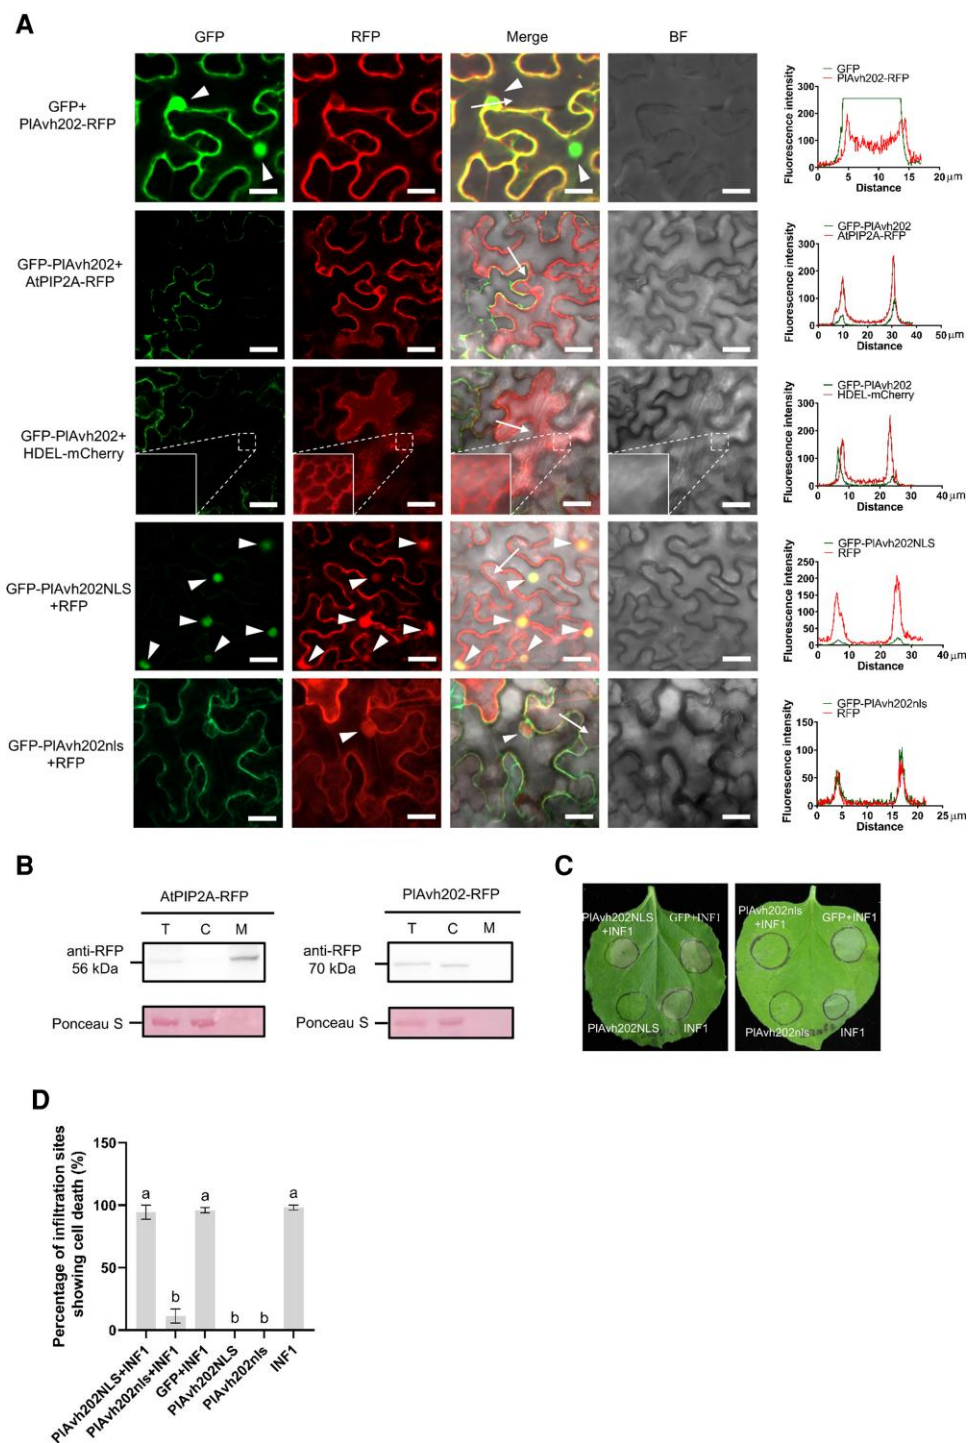 A
GFP
RFP
Merge
BF
GFP+
PlAvh202-RFP
GFP-PlAvh202+
AtPIP2A-RFP
GFP-PlAvh202+
HDEL-mCherry
GFP-PlAvh202NLS
+RFP
GFP-PlAvh202nls
+RFP
Fluorescence intensity
GFP
PlAvh202-RFP
300
200
100
0
0 5 10 15 20 μm
Distance
Fluorescence intensity
GFP-PlAvh202
AtPIP2A-RFP
300
200
100
0
0 10 20 30 40 50 μm
Distance
Fluorescence intensity
GFP-PlAvh202
HDEL-mCherry
300
200
100
0
0 10 20 30 40 μm
Distance
Fluorescence intensity
GFP-PlAvh202NLS
RFP
250
200
150
100
50
0
0 10 20 30 40 μm
Distance
Fluorescence intensity
GFP-PlAvh202nls
RFP
200
150
100
50
0
0 5 10 15 20 25 μm
Distance
B
AtPIP2A-RFP
T C M
anti-RFP
56 kDa
Ponceau S
PlAvh202-RFP
T C M
anti-RFP
70 kDa
Ponceau S
C
PlAvh202NLS
+INF1
GFP+INF1
PlAvh202NLS
INF1
PlAvh202nls
+INF1
GFP+INF1
PlAvh202nls
INF1
D
Percentage of infiltration sites
showing cell death (%)
150
100
50
0
a
b
a
b
b
a
PlAvh202NLS+INF1
PlAvh202nls+INF1
GFP+INF1
PlAvh202NLS
PlAvh202nls
INF1